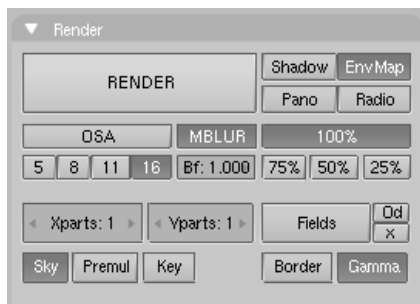 Render
RENDER Shadow EnvMap
Pano Radio
OSA MBLUR 100%
5 8 11 16 Bf: 1.000 75% 50% 25%
Xparts: 1 Yparts: 1 Fields Od
x
Sky Premul Key Border Gamma